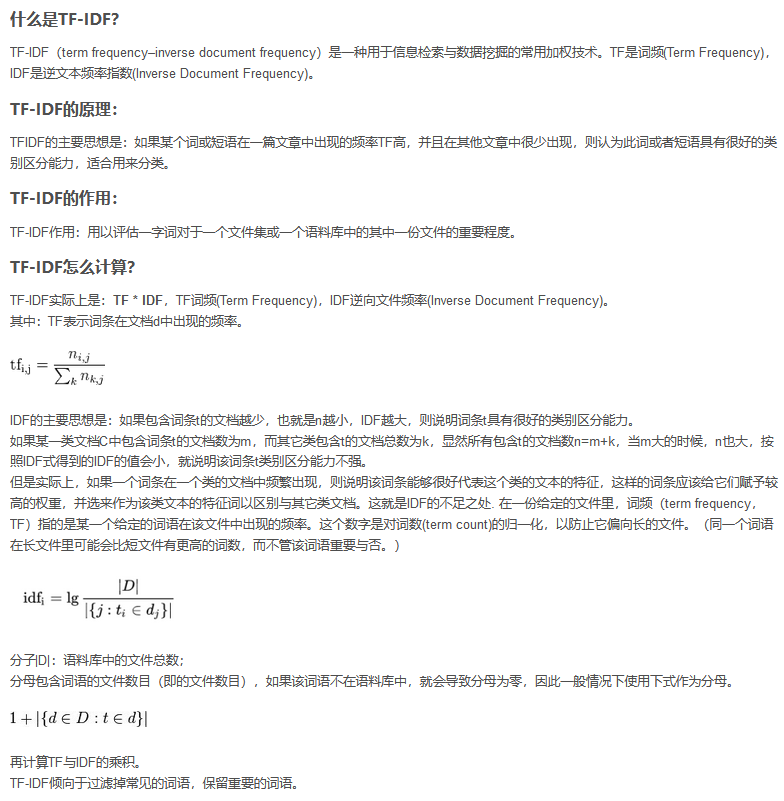 什么是TF-IDF?
TF-IDF（term frequency–inverse document frequency）是一种用于信息检索与数据挖掘的常用加权技术。TF是词频(Term Frequency)，
IDF是逆文本频率指数(Inverse Document Frequency)。
TF-IDF的原理：
TFIDF的主要思想是：如果某个词或短语在一篇文章中出现的频率TF高，并且在其他文章中很少出现，则认为此词或者短语具有很好的类
别区分能力，适合用来分类。
TF-IDF的作用：
TF-IDF作用：用以评估一字词对于一个文件集或一个语料库中的其中一份文件的重要程度。
TF-IDF怎么计算?
TF-IDF实际上是：TF * IDF，TF词频(Term Frequency)，IDF逆向文件频率(Inverse Document Frequency)。
其中：TF表示词条在文档d中出现的频率。
tf_{i,j} = \frac{n_{i,j}}{\sum_k n_{k,j}}
IDF的主要思想是：如果包含词条t的文档越少，也就是n越小，IDF越大，则说明词条t具有很好的类别区分能力。
如果某一类文档C中包含词条t的文档数为m，而其它类包含t的文档总数为k，显然所有包含t的文档数n=m+k，当m大的时候，n也大，按
照IDF式得到的IDF的值会小，就说明该词条t类别区分能力不强。
但是实际上，如果一个词条在一个类的文档中频繁出现，则说明该词条能够很好代表这个类的文本的特征，这样的词条应该给它们赋予较
高的权重，并选来作为该类文本的特征词以区别与其它类文档。这就是IDF的不足之处. 在一份给定的文件里，词频（term frequency，
TF）指的是某一个给定的词语在该文件中出现的频率。这个数字是对词数(term count)的归一化，以防止它偏向长的文件。（同一个词语
在长文件里可能会比短文件有更高的词数，而不管该词语重要与否。）
idf_i = \lg \frac{|D|}{|\{j : t_i \in d_j\}|}
分子|D|：语料库中的文件总数；
分母包含词语的文件数目（即的文件数目），如果该词语不在语料库中，就会导致分母为零，因此一般情况下使用下式作为分母。
1 + |\{d \in D : t \in d\}|
再计算TF与IDF的乘积。
TF-IDF倾向于过滤掉常见的词语，保留重要的词语。